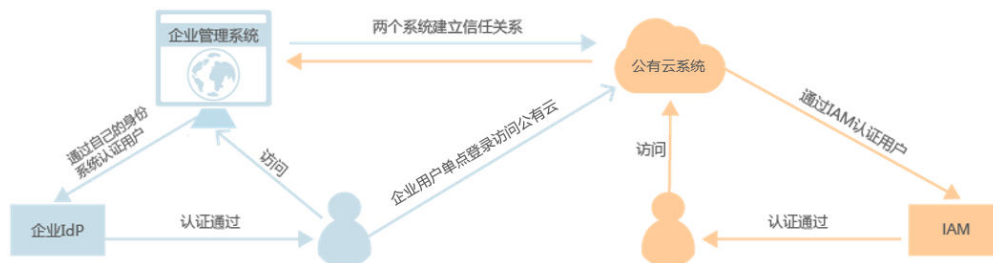 企业管理系统
两个系统建立信任关系
公有云系统
通过自己的身份
系统认证用户
访问
企业用户单点登录访问公有云
访问
通过IAM认证用户
企业IdP
认证通过
认证通过
IAM